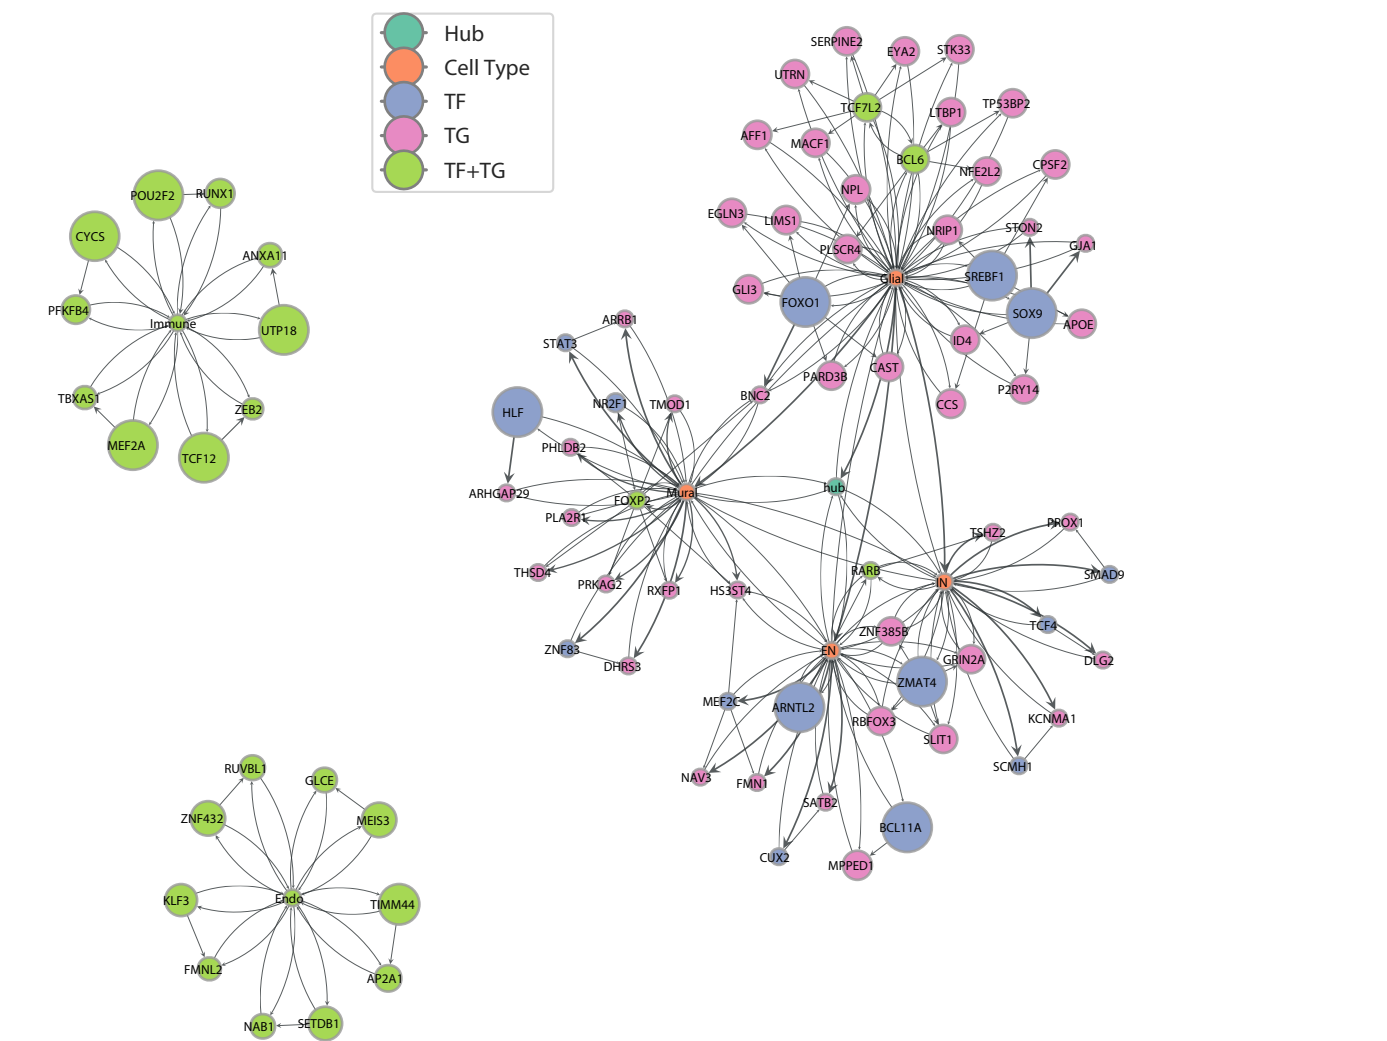 Hub
Cell Type
TF
TG
TF+TG
SERPINE2
EYA2
STK33
UTRN
TCF7L2
LTBP1
TP53BP2
AFF1
MACF1
BCL6
NFE2L2
CPSF2
NPL
EGLN3
LIMS1
NRIP1
STON2
PLSCR4
GJA1
Glial
SREBF1
GLI3
FOXO1
SOX9
APOE
ID4
PARD3B
CAST
P2RY14
BNC2
CCS
POU2F2
RUNX1
CYCS
ANXA11
PFKFB4
Immune
UTP18
TBXAS1
ZEB2
MEF2A
TCF12
ARRB1
STAT3
HLF
NR2F1
TMOD1
PHLDB2
ARHGAP29
FOXP2
Mural
hub
PLA2R1
THSD4
PRKAG2
RXFP1
HS3ST4
ZNF83
DHRS3
TSHZ2
PROX1
RARB
IN
SMAD9
ZNF385B
TCF4
EN
GRIN2A
DLG2
ZMAT4
MEF2C
ARNTL2
RBFOX3
KCNMA1
SLIT1
SCMH1
NAV3
FMN1
SATB2
BCL11A
CUX2
MPPED1
RUVBL1
GLCE
ZNF432
MEIS3
KLF3
Endo
TIMM44
FMNL2
AP2A1
NAB1
SETDB1